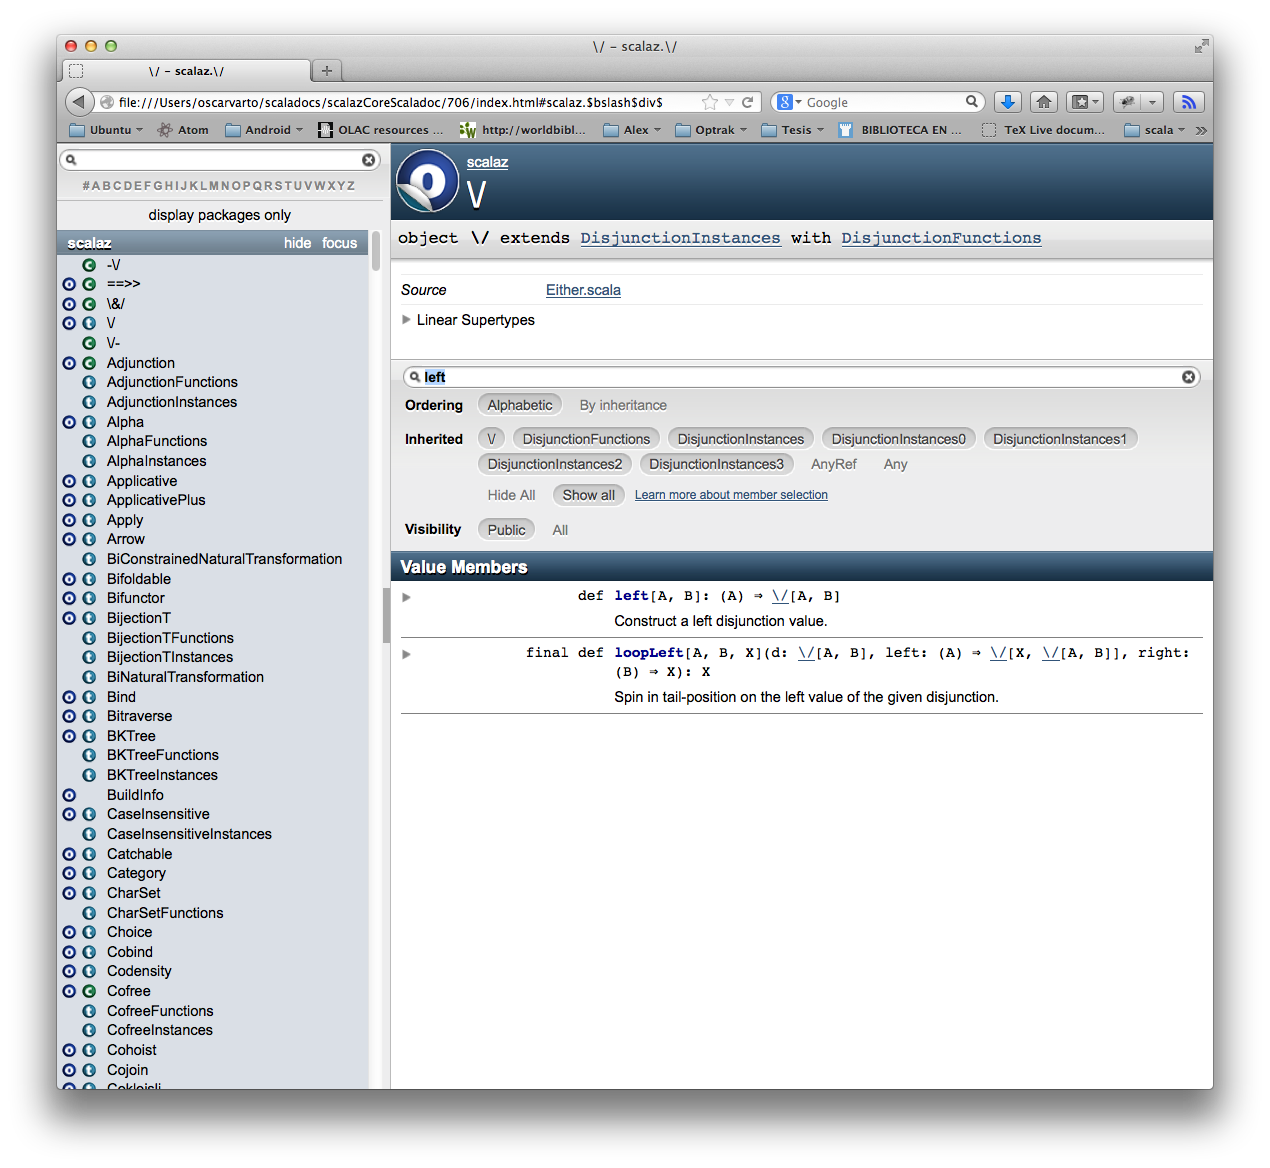 \/ – scalaz.\/
\/ – scalaz.\/
file:///Users/oscarvarto/scaladocs/scalazCoreScaladoc/706/index.html#scalaz.$bslash$div$
Google
Ubuntu
Atom
Android
OLAC resources ...
http://worldbibl...
Alex
Optrak
Tesis
BIBLIOTECA EN ...
TeX Live docum...
scala
#ABCDEFGHIJKLMNOPQRSTUVWXYZ
display packages only
scalaz hide focus
-\/
==>>
\&/
\/
\/-
Adjunction
AdjunctionFunctions
AdjunctionInstances
Alpha
AlphaFunctions
AlphaInstances
Applicative
ApplicativePlus
Apply
Arrow
BiConstrainedNaturalTransformation
Bifoldable
Bifunctor
BijectionT
BijectionTFunctions
BijectionTInstances
BiNaturalTransformation
Bind
Bitraverse
BKTree
BKTreeFunctions
BKTreeInstances
BuildInfo
CaseInsensitive
CaseInsensitiveInstances
Catchable
Category
CharSet
CharSetFunctions
Choice
Cobind
Codensity
Cofree
CofreeFunctions
CofreeInstances
Cohoist
Cojoin
Cokleisli
scalaz
\/
object \/ extends DisjunctionInstances with DisjunctionFunctions
Source Either.scala
Linear Supertypes
left
Ordering Alphabetic By inheritance
Inherited \/ DisjunctionFunctions DisjunctionInstances DisjunctionInstances0 DisjunctionInstances1
DisjunctionInstances2 DisjunctionInstances3 AnyRef Any
Hide All Show all Learn more about member selection
Visibility Public All
Value Members
def left[A, B]: (A) ⇒ \/[A, B]
Construct a left disjunction value.
final def loopLeft[A, B, X](d: \/[A, B], left: (A) ⇒ \/[X, \/[A, B]], right:
(B) ⇒ X): X
Spin in tail-position on the left value of the given disjunction.